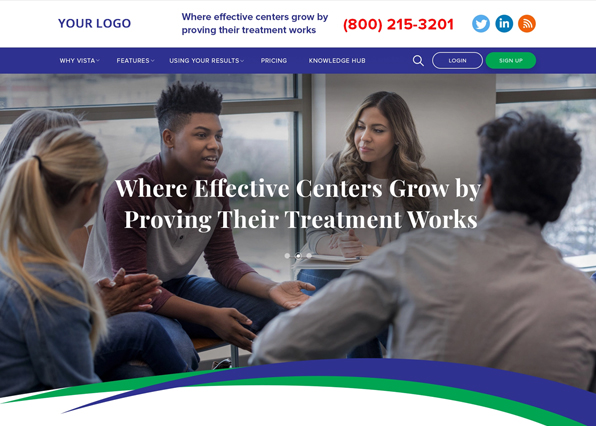 YOUR LOGO
Where effective centers grow by
proving their treatment works
(800) 215-3201
WHY VISTA
FEATURES
USING YOUR RESULTS
PRICING
KNOWLEDGE HUB
LOGIN
SIGN UP
Where Effective Centers Grow by
Proving Their Treatment Works